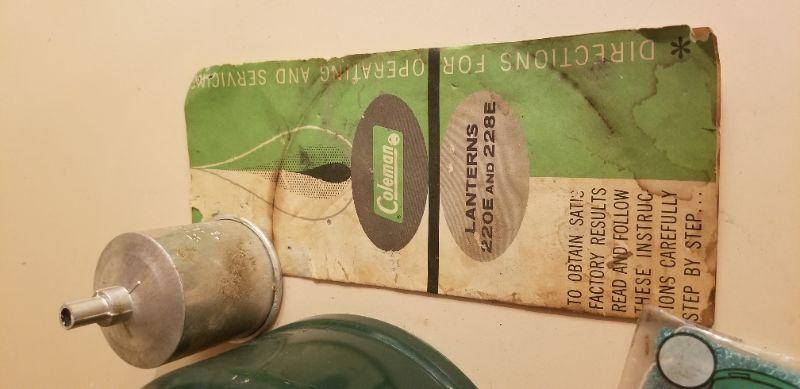 * DIRECTIONS FOR OPERATING AND SERVICING
Coleman
LANTERNS
220E AND 228E
TO OBTAIN SATIS
FACTORY RESULTS
READ AND FOLLOW
THESE INSTRUC
IONS CAREFULLY
STEP BY STEP...